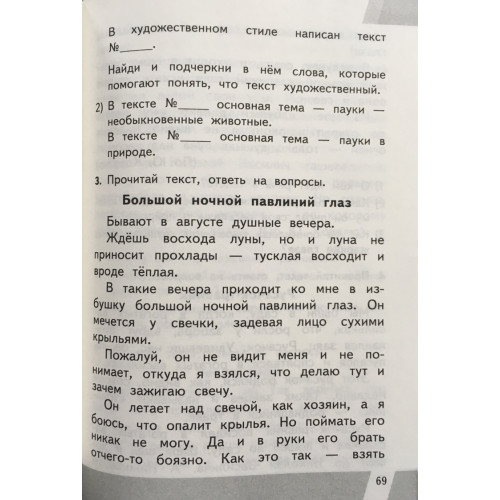 В художественном стиле написан текст
№_____.
Найди и подчеркни в нём слова, которые
помогают понять, что текст художественный.
2) В тексте №_____ основная тема — пауки —
необыкновенные животные.
В тексте №_____ основная тема — пауки в
природе.
3. Прочитай текст, ответь на вопросы.
Большой ночной павлиний глаз
Бывают в августе душные вечера.
Ждёшь восхода луны, но и луна не
приносит прохлады — тусклая восходит и
вроде тёплая.
В такие вечера приходит ко мне в из-
бушку большой ночной павлиний глаз. Он
мечется у свечки, задевая лицо сухими
крыльями.
Пожалуй, он не видит меня и не по-
нимает, откуда я взялся, что делаю тут и
зачем зажигаю свечу.
Он летает над свечой, как хозяин, а я
боюсь, что опалит крылья. Но поймать его
никак не могу. Да и в руки его брать
отчего-то боязно. Как это так — взять
69